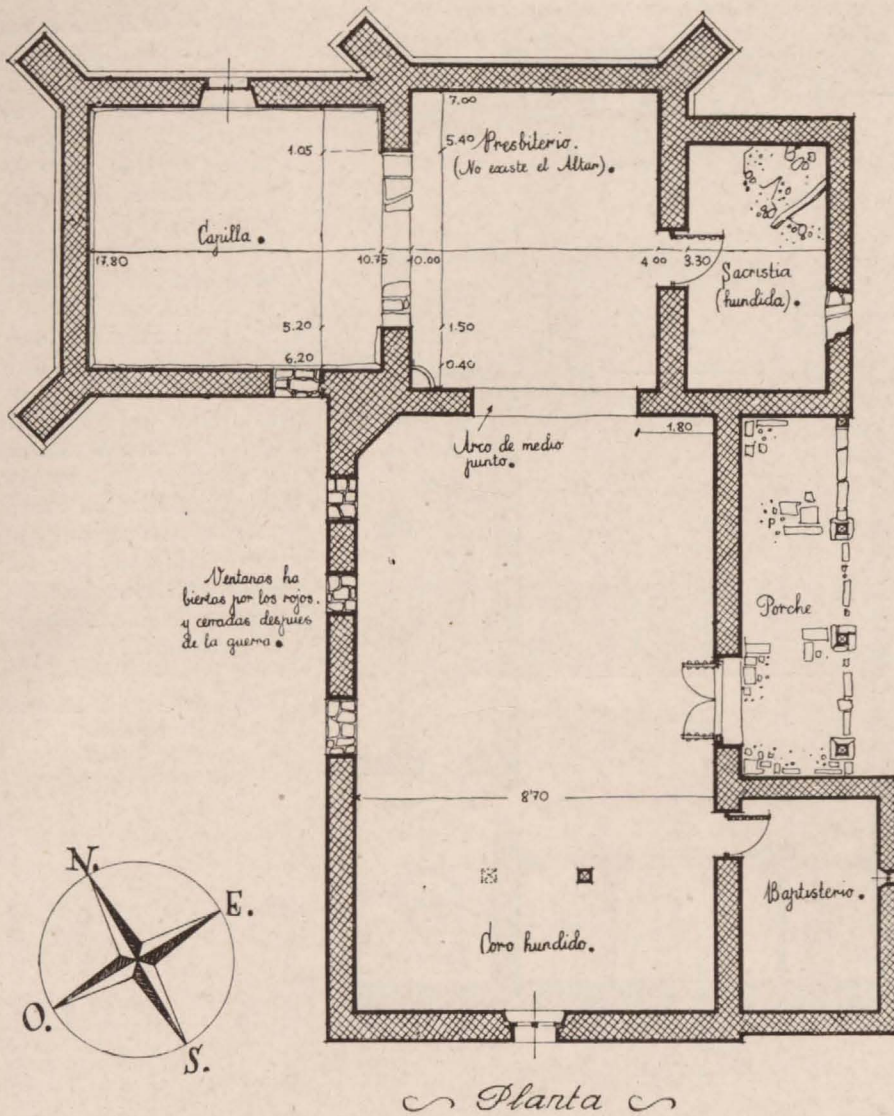 7.00
1.05
5.40
Presbiterio.
(No existe el Altar).
Capilla.
17.80
10.75
10.00
4.00
3.30
Sacristia
(hundida).
5.20
1.50
6.20
0.40
Arco de medio
punto.
1.80
P
Ventanas ha
biertas por los rojos.
y cerradas despues
de la guerra.
Porche
8'70
N.
E.
O.
S.
Baptisterio.
Coro hundido.
Planta